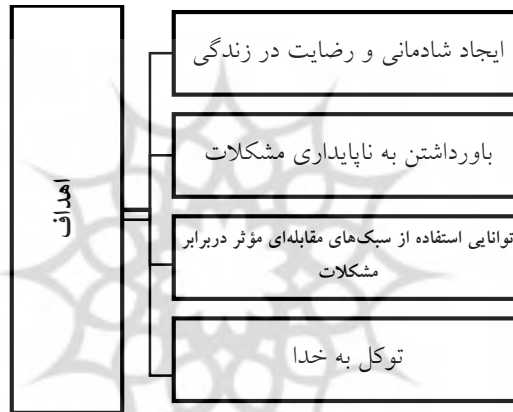 اهداف
ایجاد شادمانی و رضایت در زندگی
باورداشتن به ناپایداری مشکلات
توانایی استفاده از سبک‌های مقابله‌ای مؤثر دربرابر
مشکلات
توکل به خدا